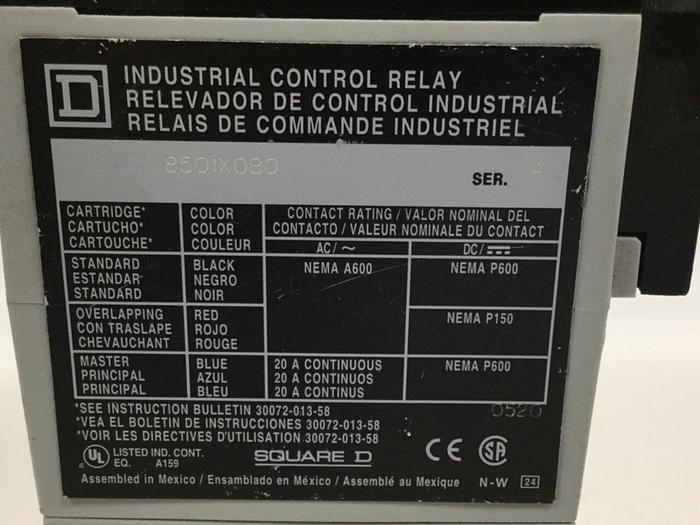 D INDUSTRIAL CONTROL RELAY
RELEVADOR DE CONTROL INDUSTRIAL
RELAIS DE COMMANDE INDUSTRIEL
8501XO80 SER. A
CARTRIDGE* COLOR CONTACT RATING / VALOR NOMINAL DEL
CARTUCHO* COLOR CONTACTO / VALEUR NOMINALE DU CONTACT
CARTOUCHE* COULEUR AC/ ~ DC/ ⎓
STANDARD BLACK NEMA A600 NEMA P600
ESTANDAR NEGRO
STANDARD NOIR
OVERLAPPING RED NEMA P150
CON TRASLAPE ROJO
CHEVAUCHANT ROUGE
MASTER BLUE 20 A CONTINUOUS NEMA P600
PRINCIPAL AZUL 20 A CONTINUOS
PRINCIPAL BLEU 20 A CONTINUS
*SEE INSTRUCTION BULLETIN 30072-013-58 0520
*VEA EL BOLETIN DE INSTRUCCIONES 30072-013-58
*VOIR LES DIRECTIVES D'UTILISATION 30072-013-58
UL LISTED IND. CONT. SQUARE D CE SA
EQ. A159
Assembled in Mexico / Ensamblado en México / Assemblé au Mexique N-W 24